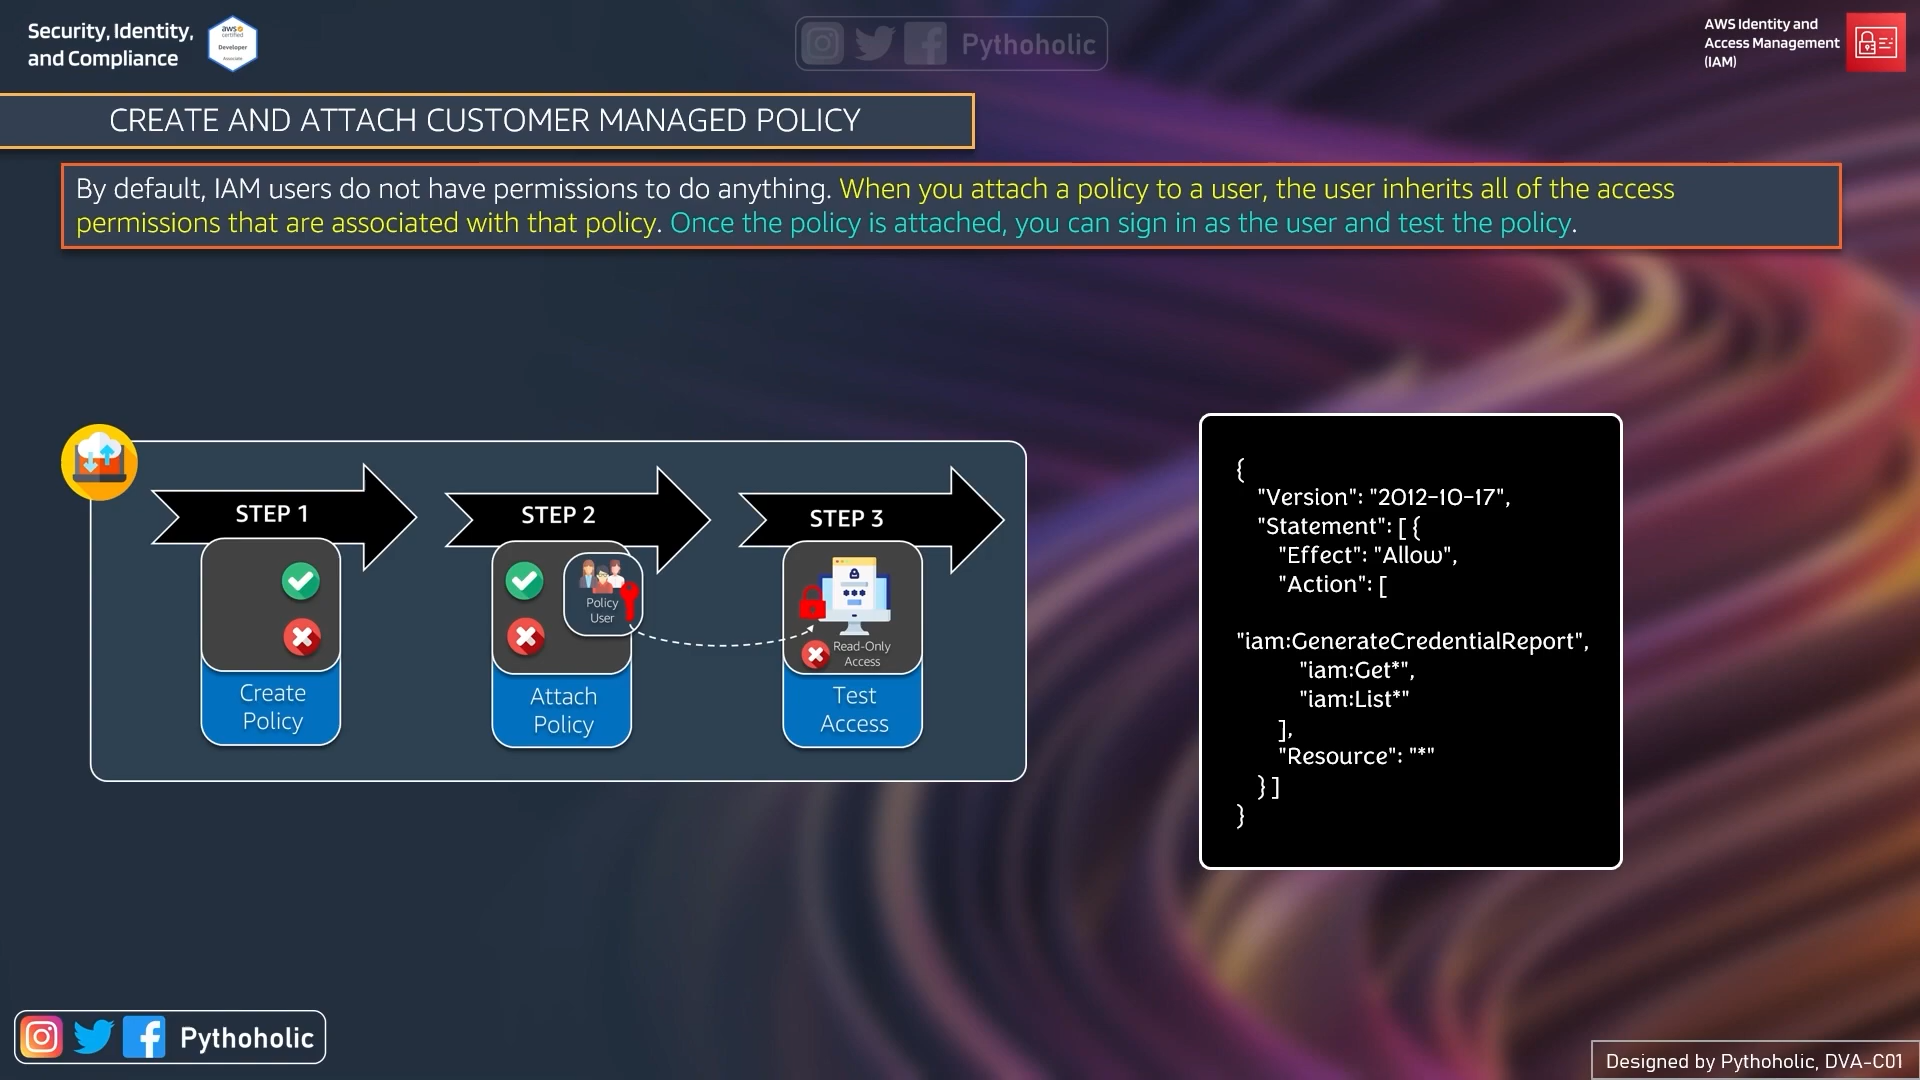 Security, Identity,
and Compliance
aws
certified
Developer
Associate
Pythoholic
AWS Identity and
Access Management
(IAM)
CREATE AND ATTACH CUSTOMER MANAGED POLICY
By default, IAM users do not have permissions to do anything. When you attach a policy to a user, the user inherits all of the access
permissions that are associated with that policy. Once the policy is attached, you can sign in as the user and test the policy.
STEP 1
STEP 2
STEP 3
Policy
User
Read-Only
Access
Create
Policy
Attach
Policy
Test
Access
{
"Version": "2012-10-17",
"Statement": [ {
"Effect": "Allow",
"Action": [
"iam:GenerateCredentialReport",
"iam:Get*",
"iam:List*"
],
"Resource": "*"
} ]
}
Pythoholic
Designed by Pythoholic, DVA-C01